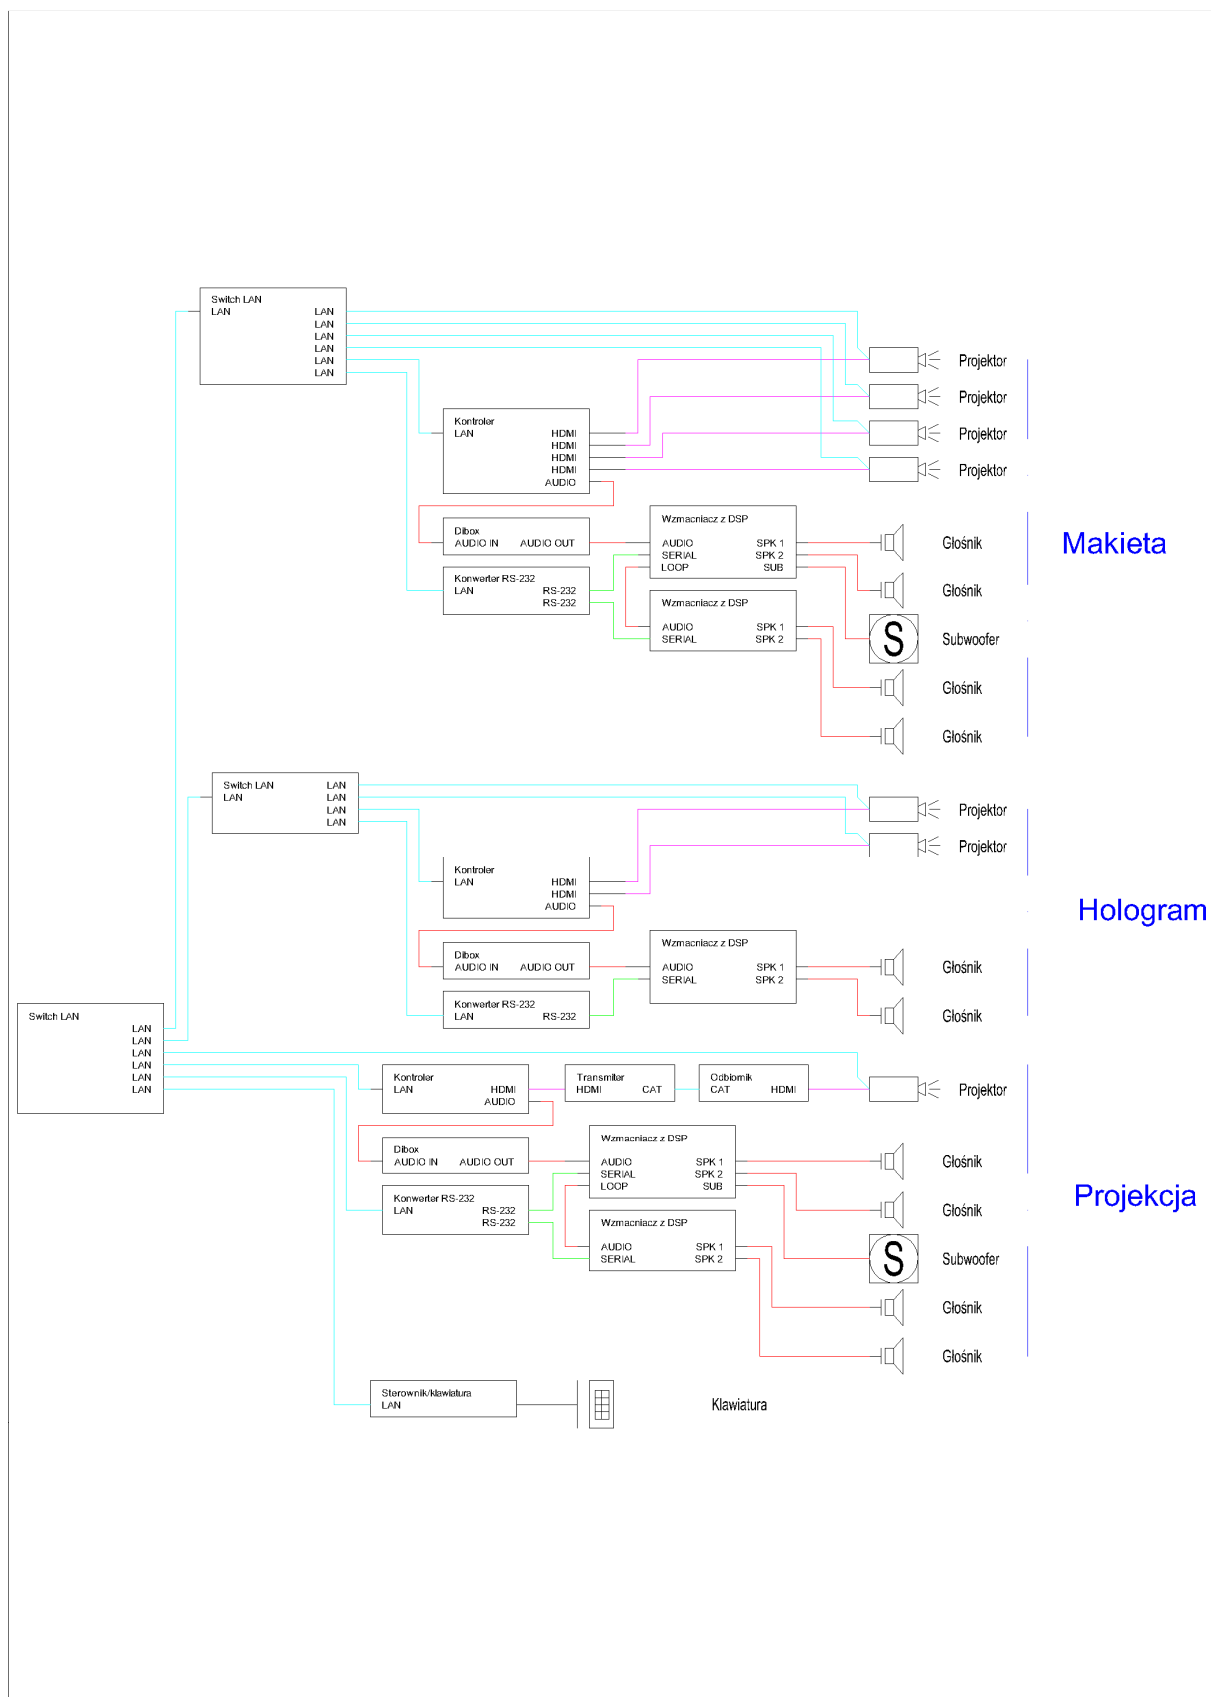 Switch LAN
LAN LAN
LAN
LAN
LAN
LAN
LAN
Projektor
Projektor
Projektor
Projektor
Kontroler
LAN HDMI
HDMI
HDMI
HDMI
AUDIO
Dibox
AUDIO IN AUDIO OUT
Konwerter RS-232
LAN RS-232
RS-232
Wzmacniacz z DSP
AUDIO SPK 1
SERIAL SPK 2
LOOP SUB
Wzmacniacz z DSP
AUDIO SPK 1
SERIAL SPK 2
Głośnik
Głośnik
S Subwoofer
Głośnik
Głośnik
Makieta
Switch LAN LAN
LAN LAN
LAN
LAN
Projektor
Projektor
Kontroler
LAN HDMI
HDMI
AUDIO
Dibox
AUDIO IN AUDIO OUT
Konwerter RS-232
LAN RS-232
Wzmacniacz z DSP
AUDIO SPK 1
SERIAL SPK 2
Głośnik
Głośnik
Hologram
Switch LAN
LAN
LAN
LAN
LAN
LAN
LAN
Kontroler
LAN HDMI
AUDIO
Transmiter
HDMI CAT
Odbiornik
CAT HDMI
Projektor
Dibox
AUDIO IN AUDIO OUT
Konwerter RS-232
LAN RS-232
RS-232
Wzmacniacz z DSP
AUDIO SPK 1
SERIAL SPK 2
LOOP SUB
Wzmacniacz z DSP
AUDIO SPK 1
SERIAL SPK 2
Głośnik
Głośnik
S Subwoofer
Głośnik
Głośnik
Projekcja
Sterownik/klawiatura
LAN
Klawiatura